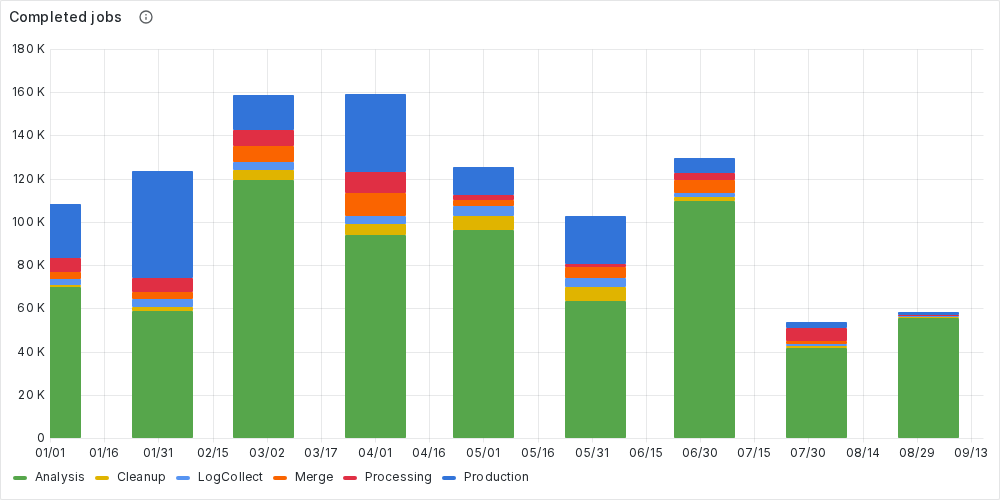 Completed jobs
180 K
160 K
140 K
120 K
100 K
80 K
60 K
40 K
20 K
0
01/01 01/16 01/31 02/15 03/02 03/17 04/01 04/16 05/01 05/16 05/31 06/15 06/30 07/15 07/30 08/14 08/29 09/13
Analysis Cleanup LogCollect Merge Processing Production